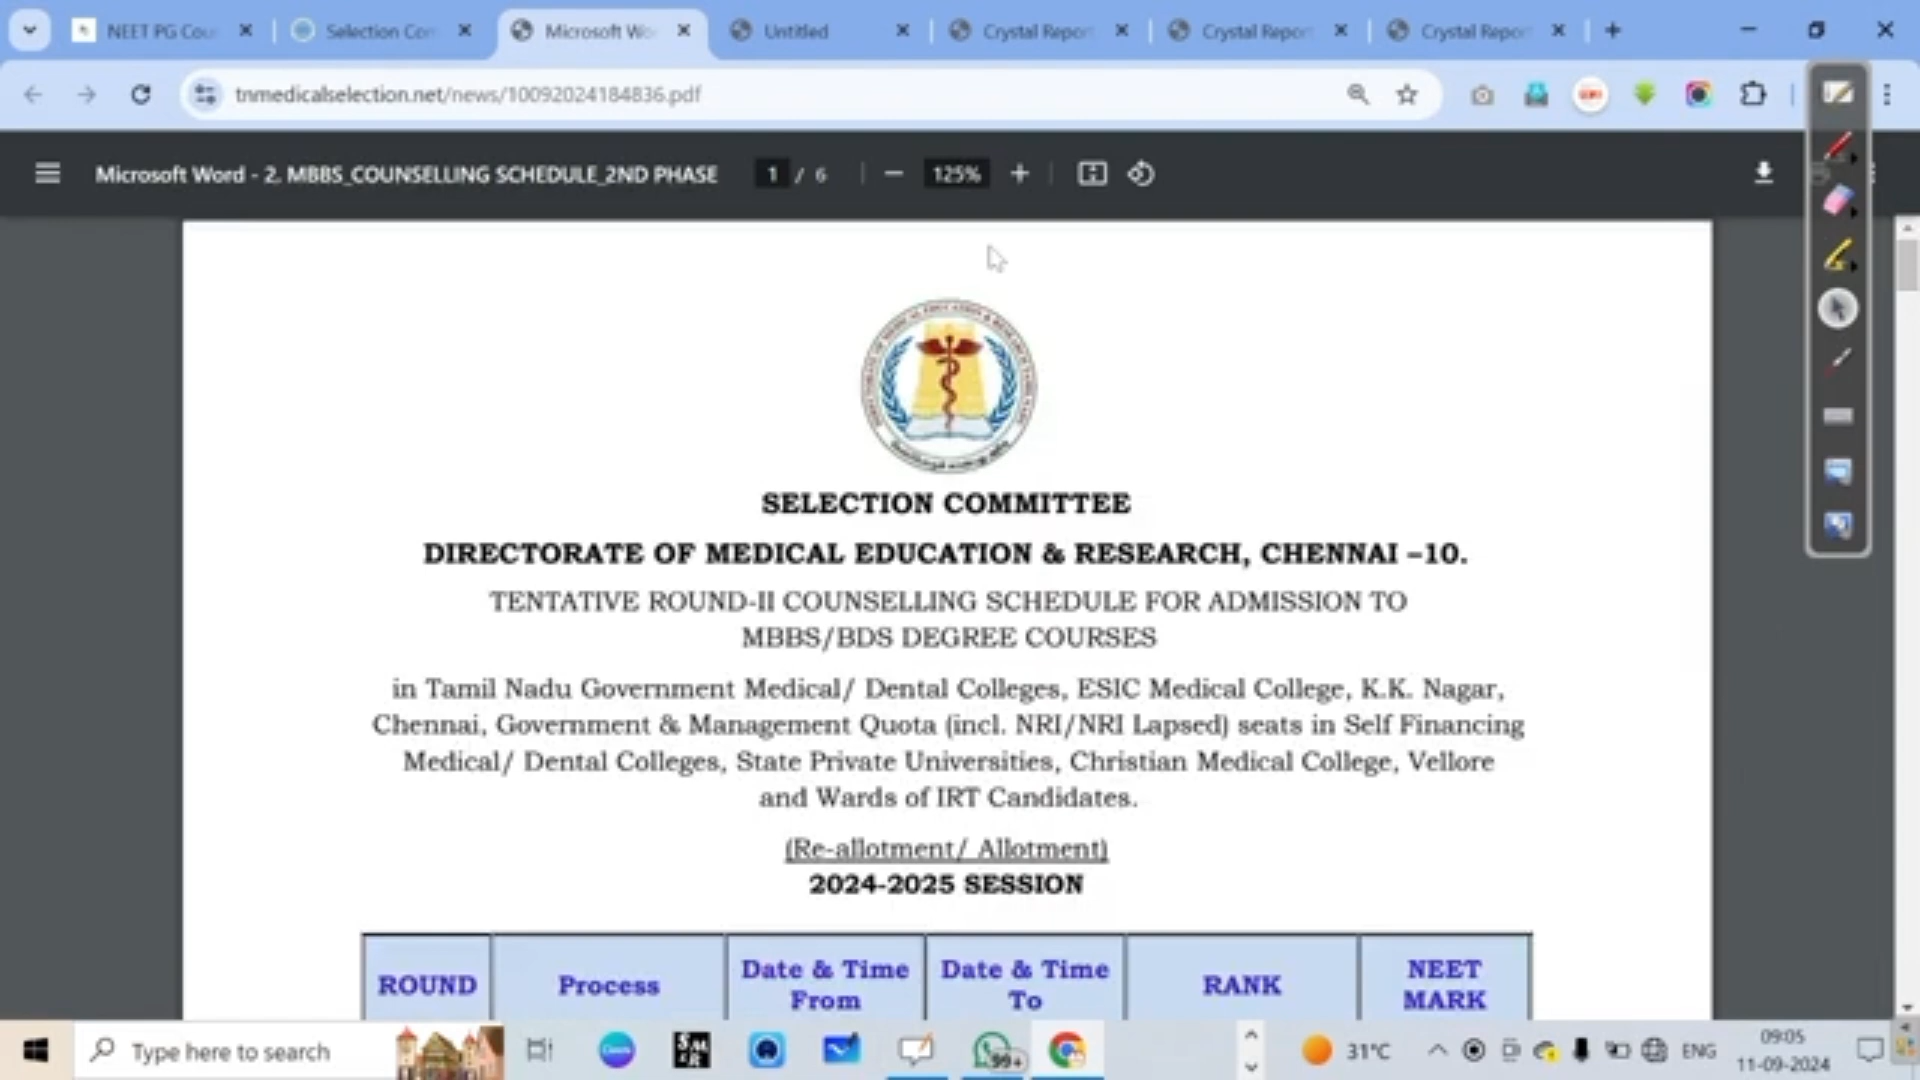 NEET PG Cou
Selection Con
Microsoft Wo
Untitled
Crystal Report
Crystal Report
Crystal Report
tnmedicalselection.net/news/10092024184836.pdf
Microsoft Word - 2. MBBS_COUNSELLING SCHEDULE_2ND PHASE
1 / 6
125%
SELECTION COMMITTEE
DIRECTORATE OF MEDICAL EDUCATION & RESEARCH, CHENNAI –10.
TENTATIVE ROUND-II COUNSELLING SCHEDULE FOR ADMISSION TO
MBBS/BDS DEGREE COURSES
in Tamil Nadu Government Medical/ Dental Colleges, ESIC Medical College, K.K. Nagar,
Chennai, Government & Management Quota (incl. NRI/NRI Lapsed) seats in Self Financing
Medical/ Dental Colleges, State Private Universities, Christian Medical College, Vellore
and Wards of IRT Candidates.
(Re-allotment/ Allotment)
2024-2025 SESSION
ROUND
Process
Date & Time
From
Date & Time
To
RANK
NEET
MARK
Type here to search
99+
31°C
ENG
09:05
11-09-2024